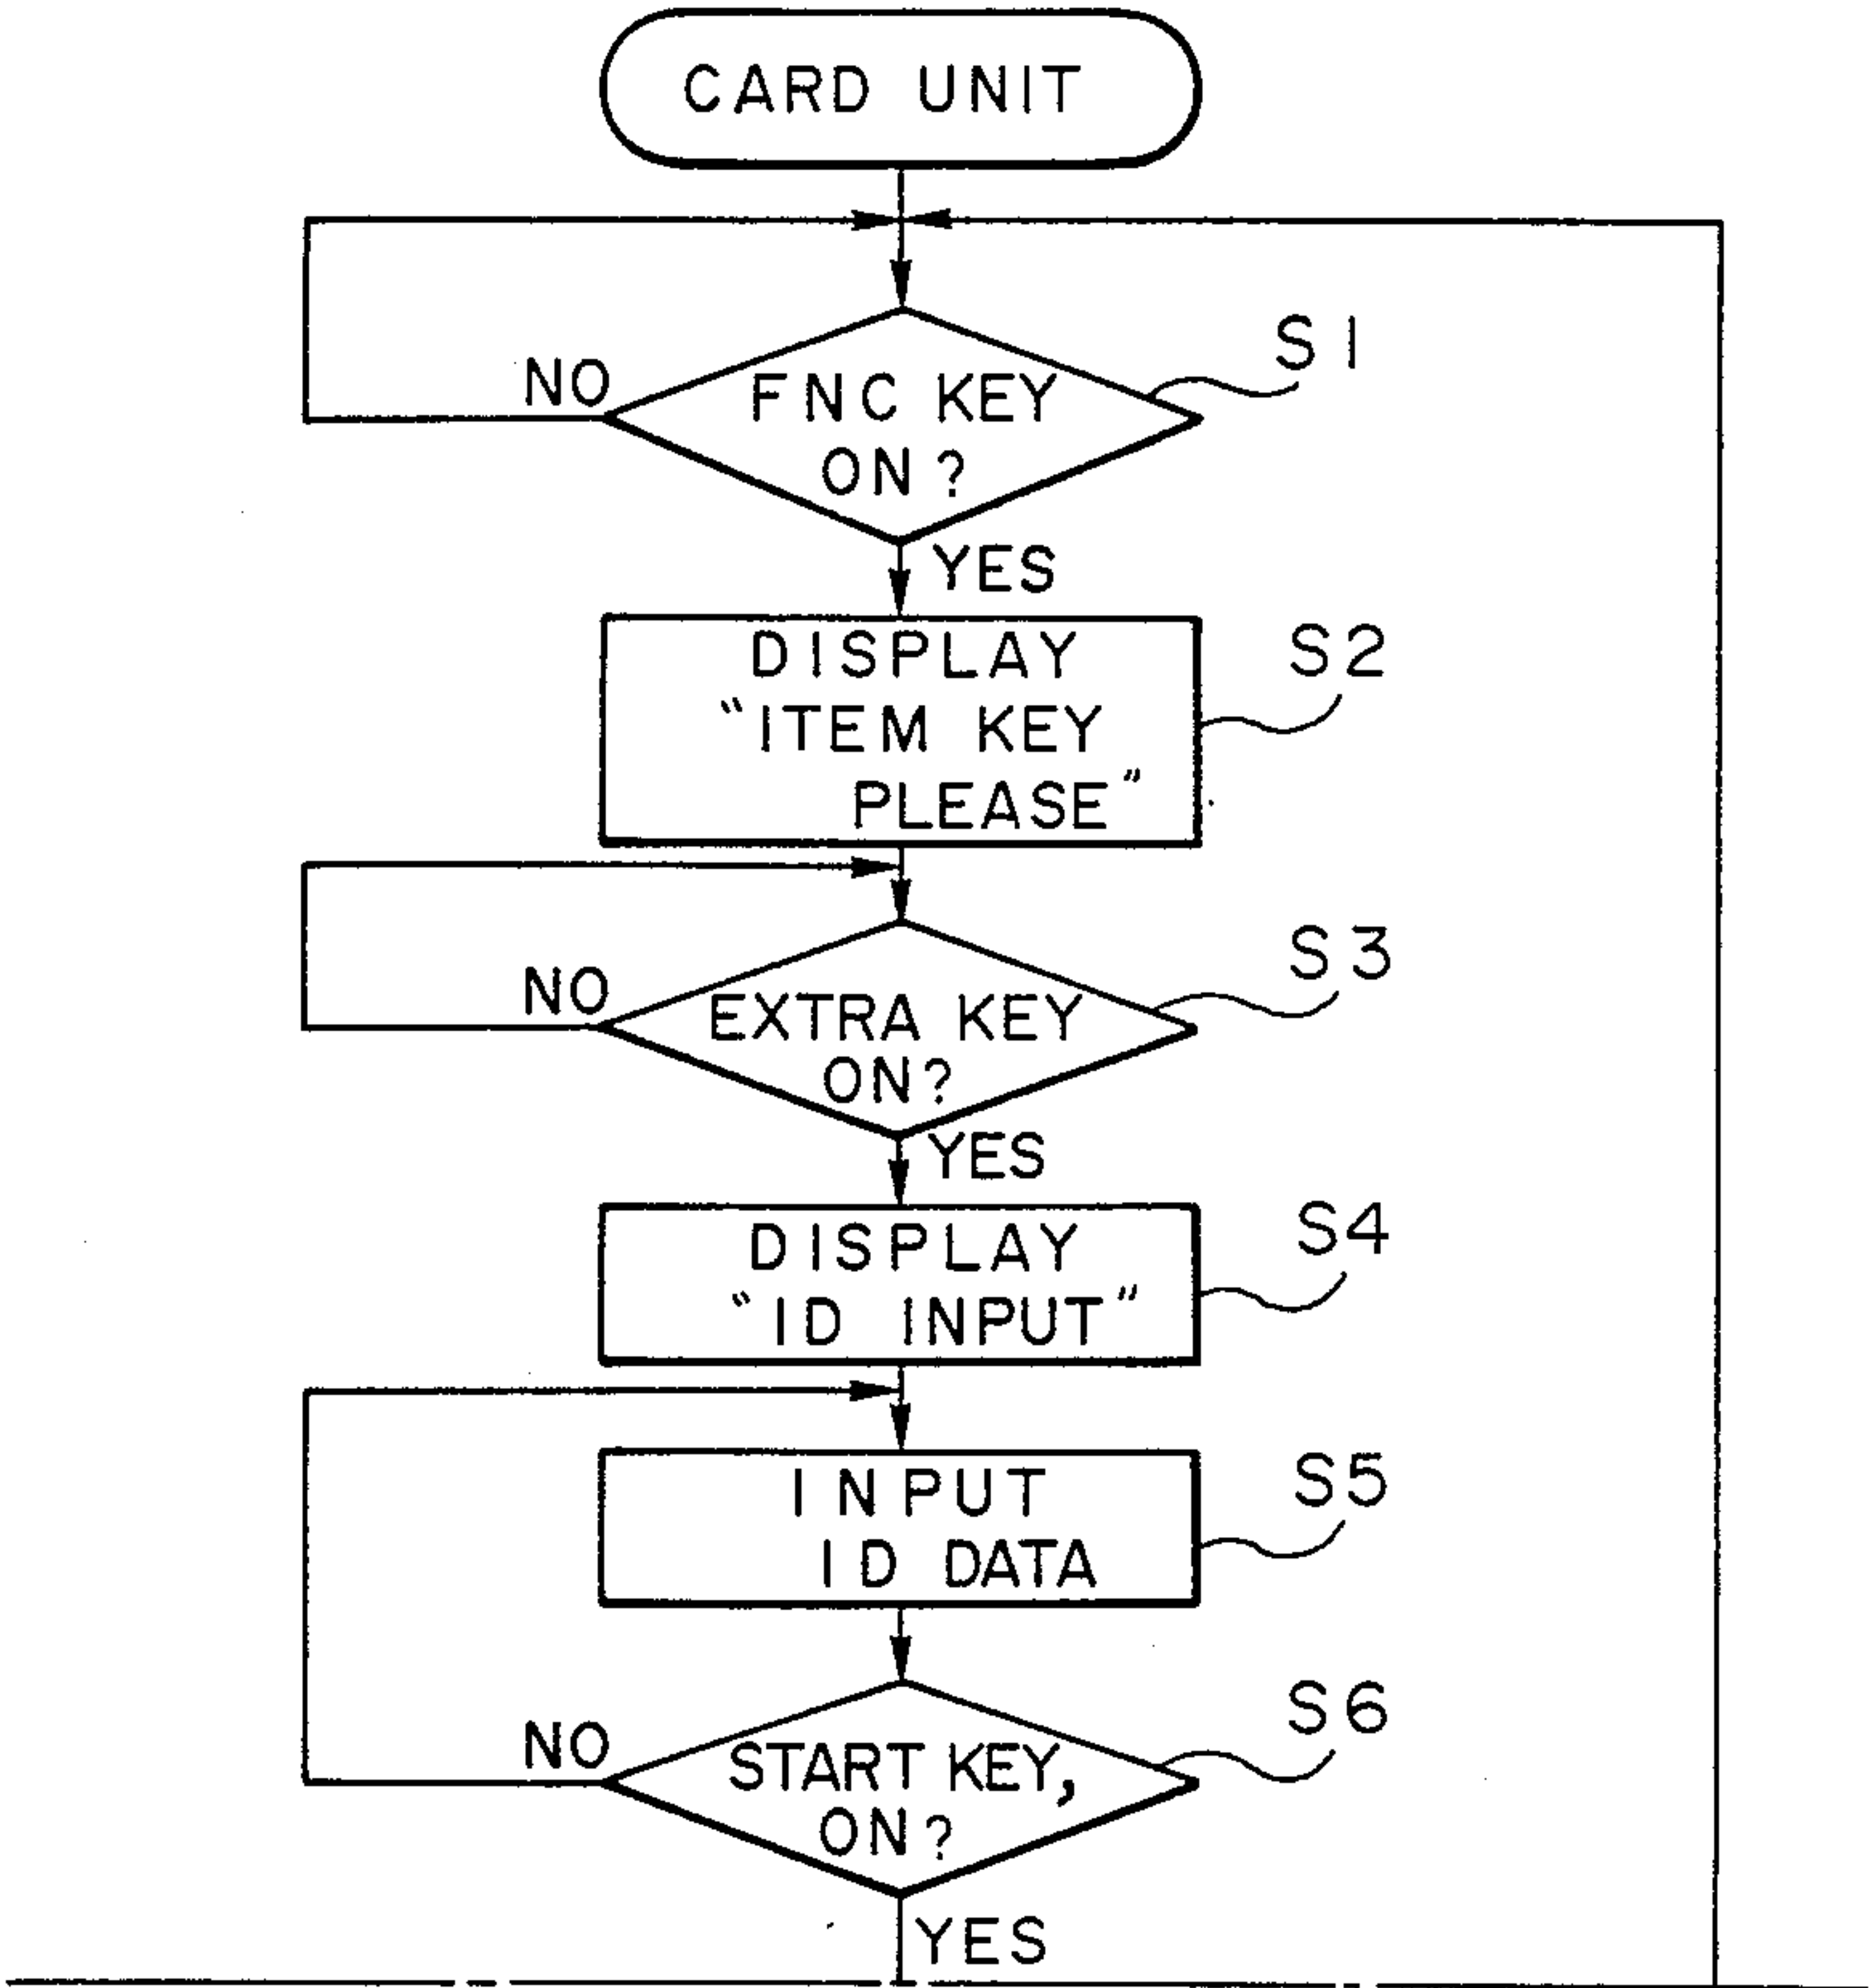 CARD UNIT
S1
NO
FNC KEY
ON?
YES
DISPLAY
S2
"ITEM KEY
PLEASE"
S3
NO
EXTRA KEY
ON?
YES
DISPLAY
S4
"ID INPUT"
INPUT
S5
ID DATA
S6
NO
START KEY,
ON?
YES